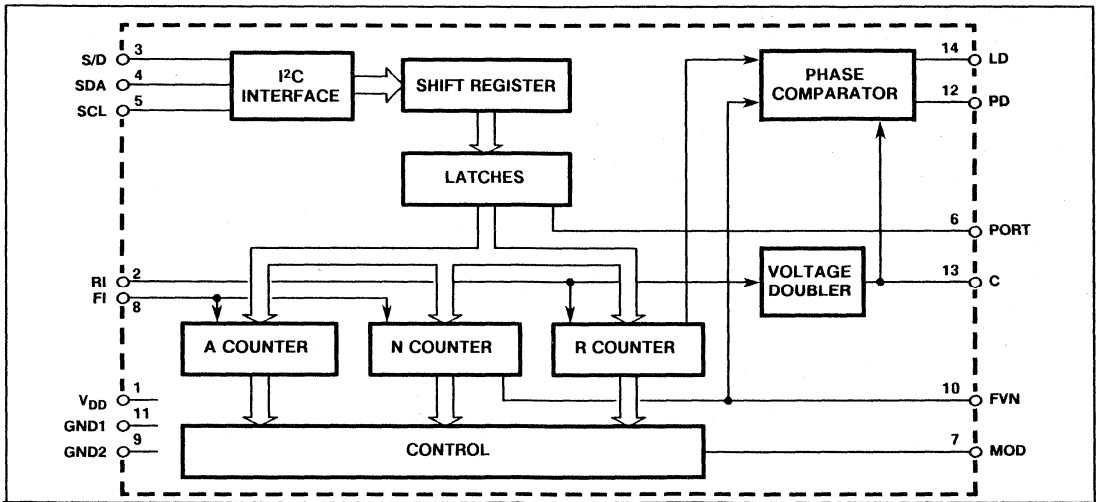 S/D 3
SDA 4
SCL 5
I²C
INTERFACE
SHIFT REGISTER
PHASE
COMPARATOR
14 LD
12 PD
LATCHES
6 PORT
RI 2
FI 8
VOLTAGE
DOUBLER
13 C
A COUNTER
N COUNTER
R COUNTER
VDD 1
GND1 11
GND2 9
10 FVN
CONTROL
7 MOD